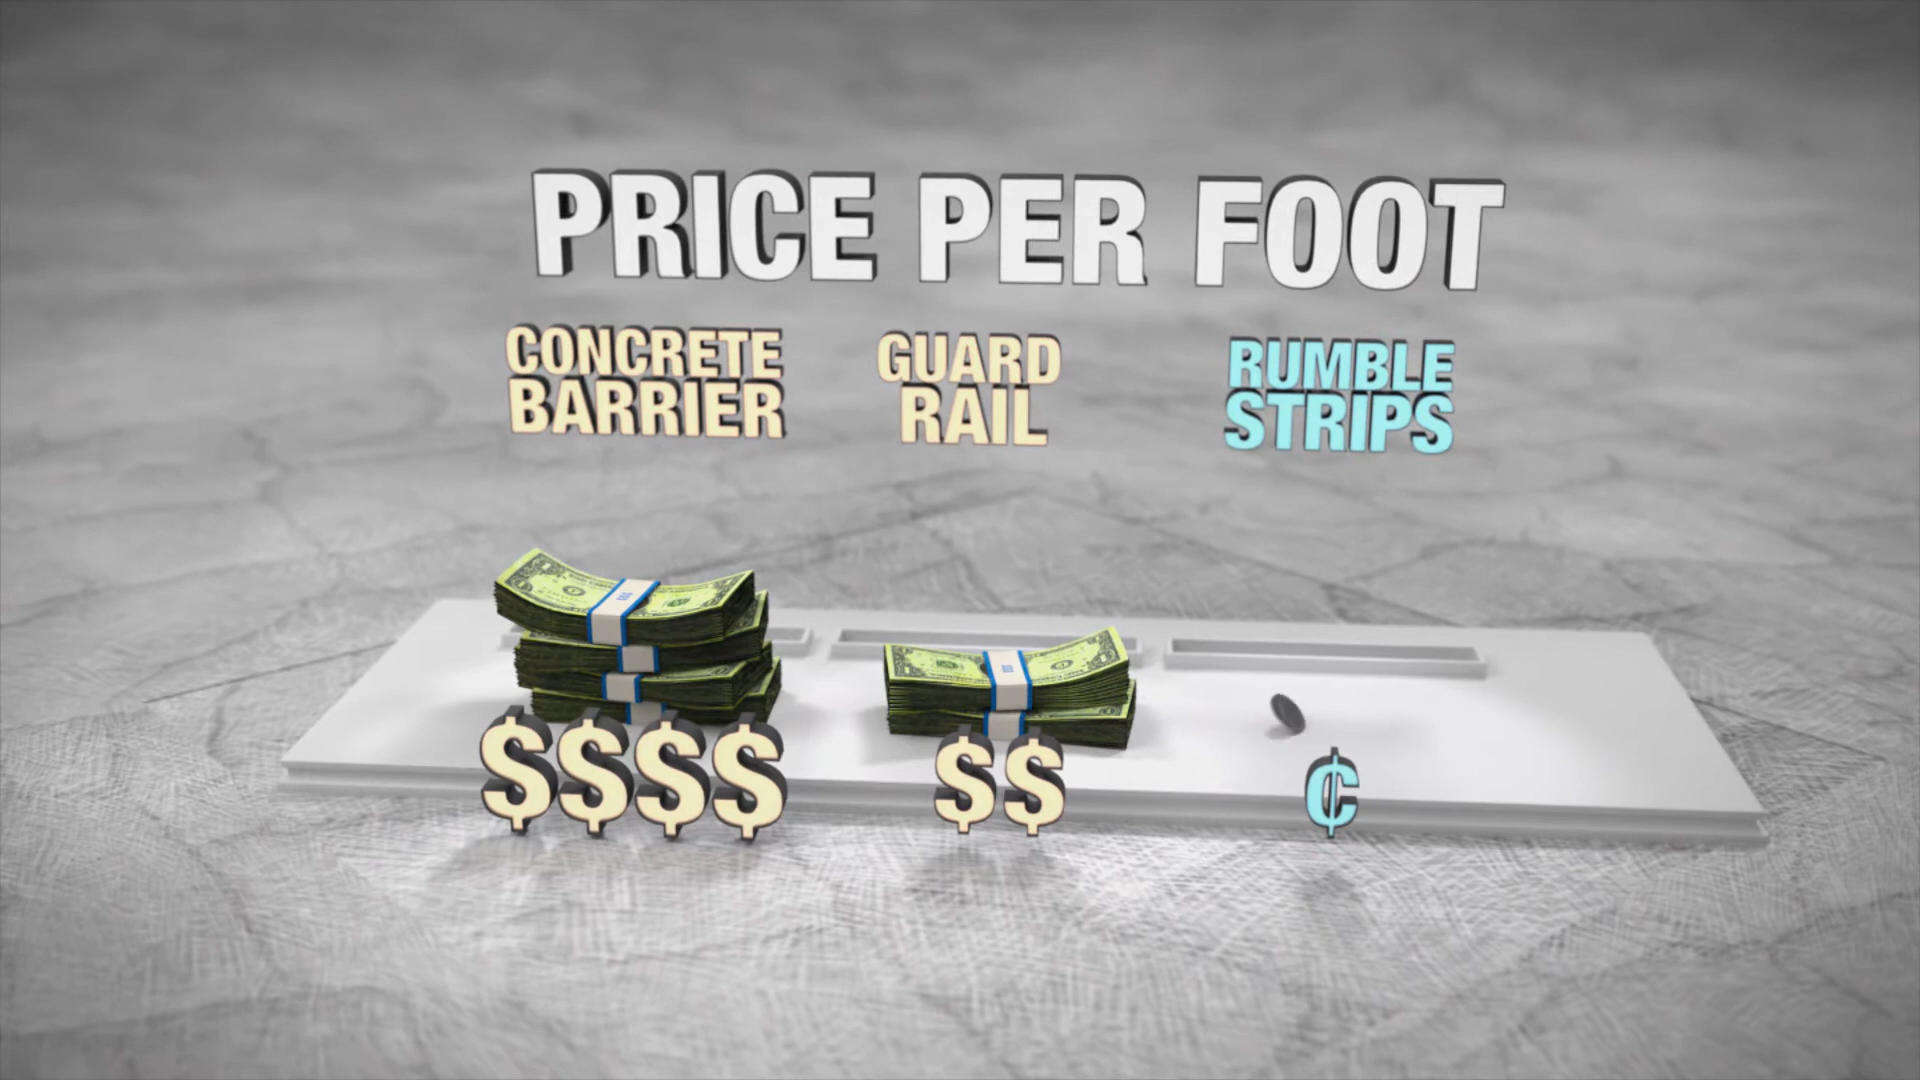 PRICE PER FOOT
CONCRETE
BARRIER
GUARD
RAIL
RUMBLE
STRIPS
$$$$
$$
¢